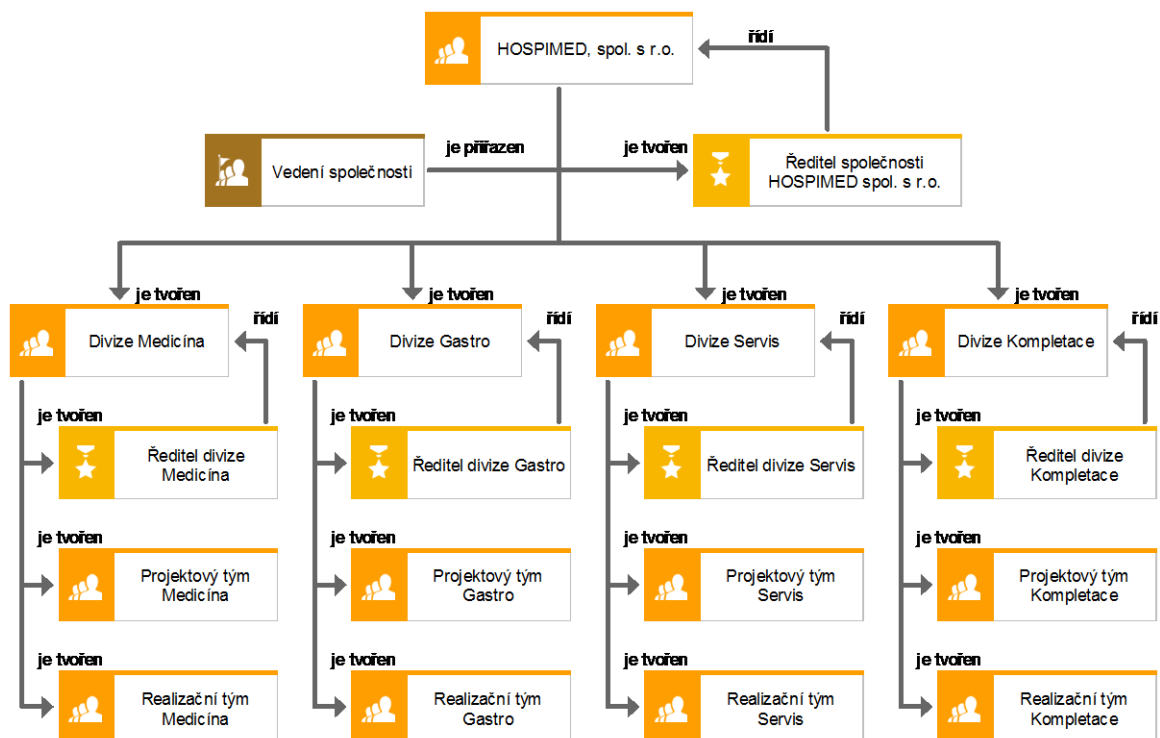 HOSPIMED, spol. s r.o.
řídí
Vedení společnosti
je přiřazen
je tvořen
Ředitel společnosti
HOSPIMED spol. s r.o.
je tvořen
je tvořen
je tvořen
je tvořen
Divize Medicína
řídí
Divize Gastro
řídí
Divize Servis
řídí
Divize Kompletace
řídí
je tvořen
je tvořen
je tvořen
je tvořen
Ředitel divize
Medicína
Ředitel divize Gastro
Ředitel divize Servis
Ředitel divize
Kompletace
je tvořen
je tvořen
je tvořen
je tvořen
Projektový tým
Medicína
Projektový tým
Gastro
Projektový tým
Servis
Projektový tým
Kompletace
je tvořen
je tvořen
je tvořen
je tvořen
Realizační tým
Medicína
Realizační tým
Gastro
Realizační tým
Servis
Realizační tým
Kompletace